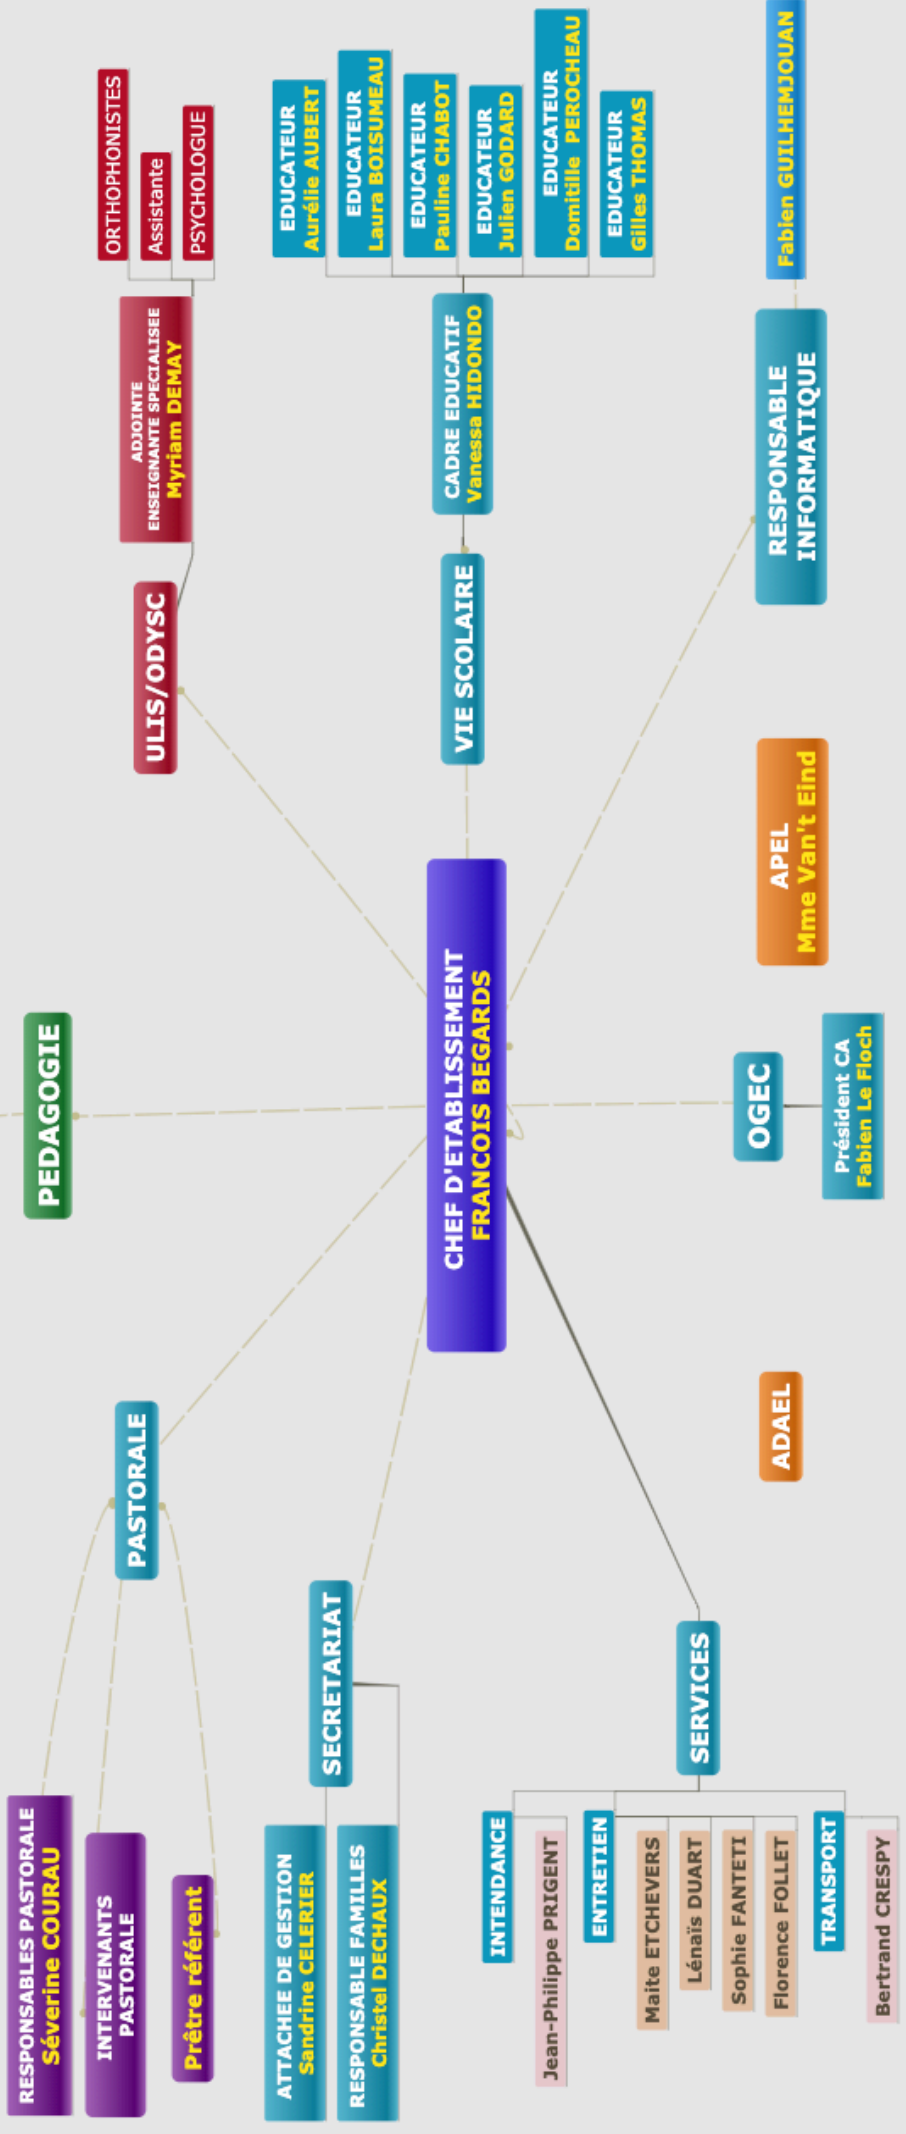 RESPONSABLES PASTORALE
Séverine COURAU
INTERVENANTS
PASTORALE
Prêtre référent
PASTORALE
PEDAGOGIE
ULIS/ODYSC
ADJOINTE
ENSEIGNANTE SPECIALISEE
Myriam DEMAY
ORTHOPHONISTES
Assistante
PSYCHOLOGUE
ATTACHEE DE GESTION
Sandrine CELERIER
RESPONSABLE FAMILLES
Christel DECHAUX
SECRETARIAT
CHEF D'ETABLISSEMENT
FRANCOIS BEGARDS
VIE SCOLAIRE
CADRE EDUCATIF
Vanessa HIDONDO
EDUCATEUR
Aurélie AUBERT
EDUCATEUR
Laura BOISUMEAU
EDUCATEUR
Pauline CHABOT
EDUCATEUR
Julien GODARD
EDUCATEUR
Domitille PEROCHEAU
EDUCATEUR
Gilles THOMAS
INTENDANCE
Jean-Philippe PRIGENT
ENTRETIEN
Maite ETCHEVERS
Lénaïs DUART
Sophie FANTETI
Florence FOLLET
TRANSPORT
Bertrand CRESPY
SERVICES
ADAEL
OGEC
Président CA
Fabien Le Floch
APEL
Mme Van't Eind
RESPONSABLE
INFORMATIQUE
Fabien GUILHEMJOUAN